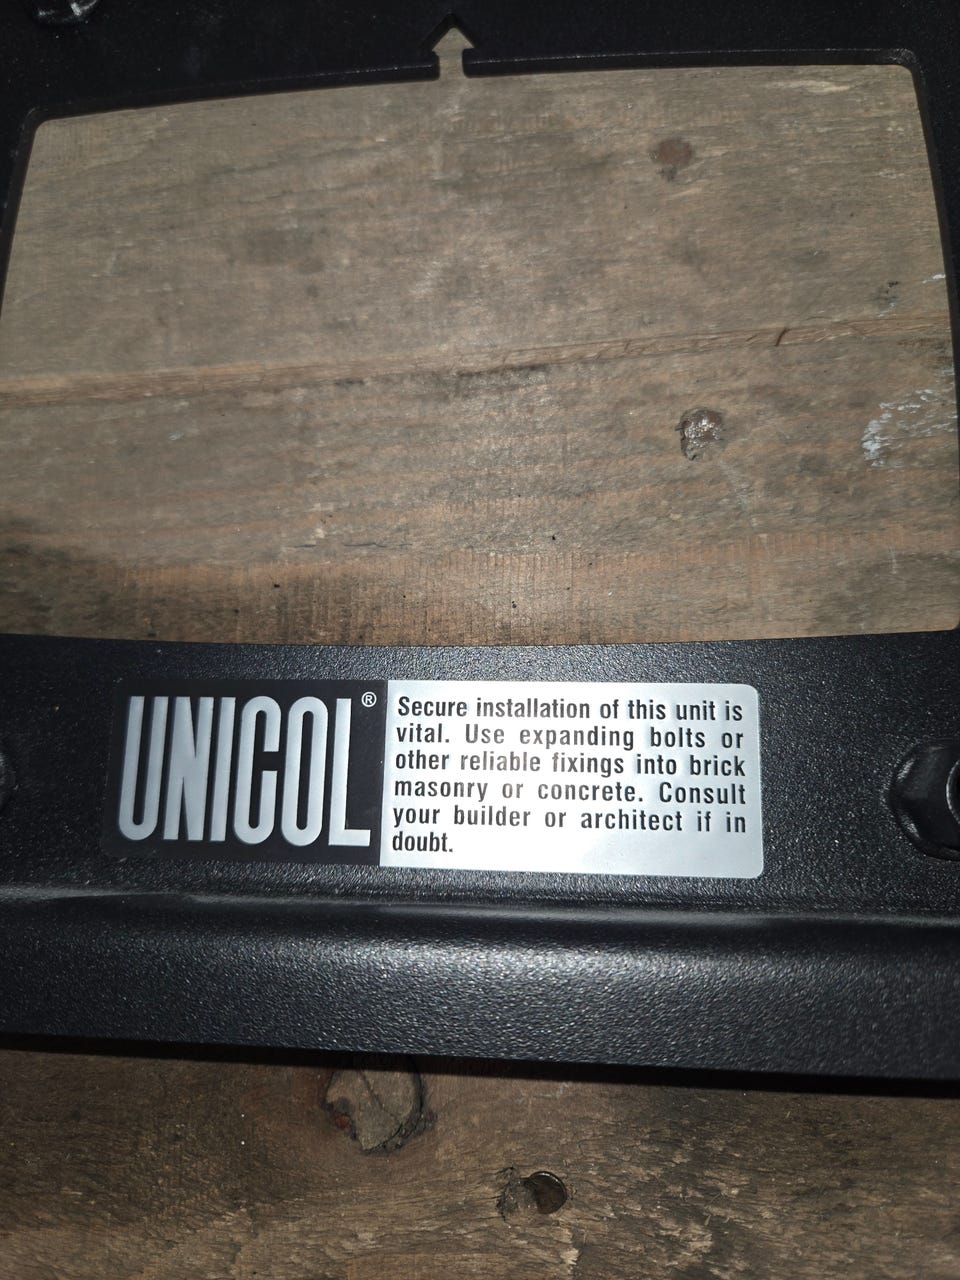 UNICOL®
Secure installation of this unit is
vital. Use expanding bolts or
other reliable fixings into brick
masonry or concrete. Consult
your builder or architect if in
doubt.